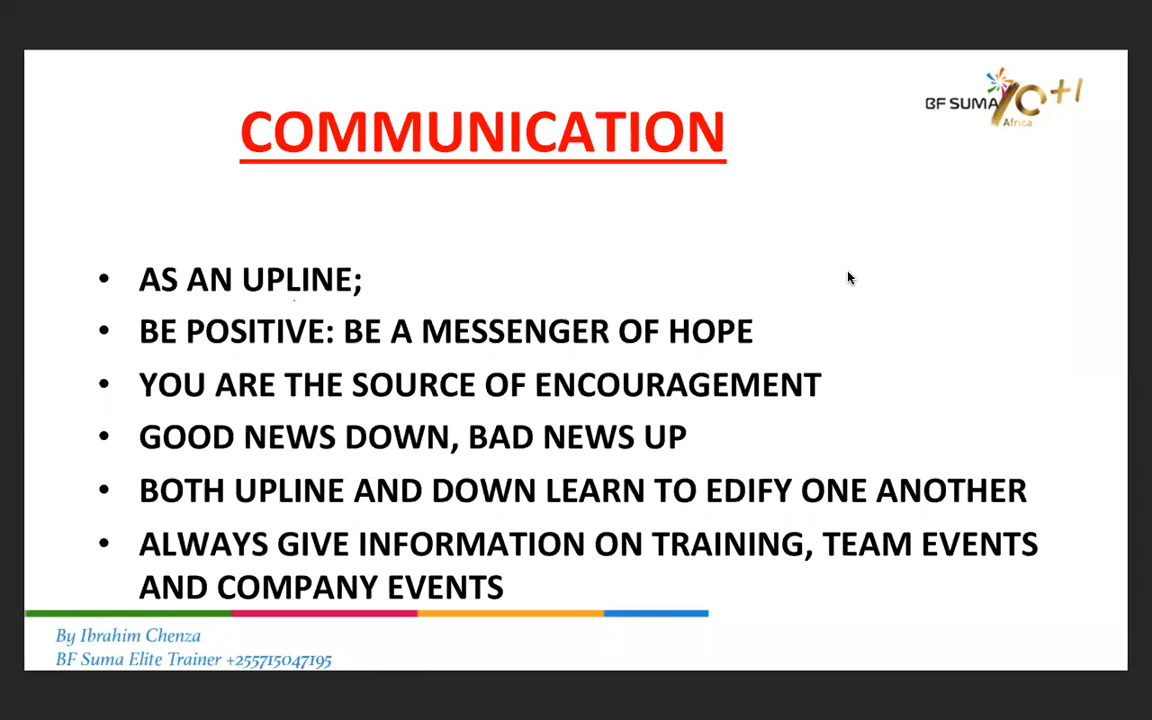 COMMUNICATION
BF SUMA 10+1
Africa
• AS AN UPLINE;
• BE POSITIVE: BE A MESSENGER OF HOPE
• YOU ARE THE SOURCE OF ENCOURAGEMENT
• GOOD NEWS DOWN, BAD NEWS UP
• BOTH UPLINE AND DOWN LEARN TO EDIFY ONE ANOTHER
• ALWAYS GIVE INFORMATION ON TRAINING, TEAM EVENTS
AND COMPANY EVENTS
By Ibrahim Chenza
BF Suma Elite Trainer +255715047195